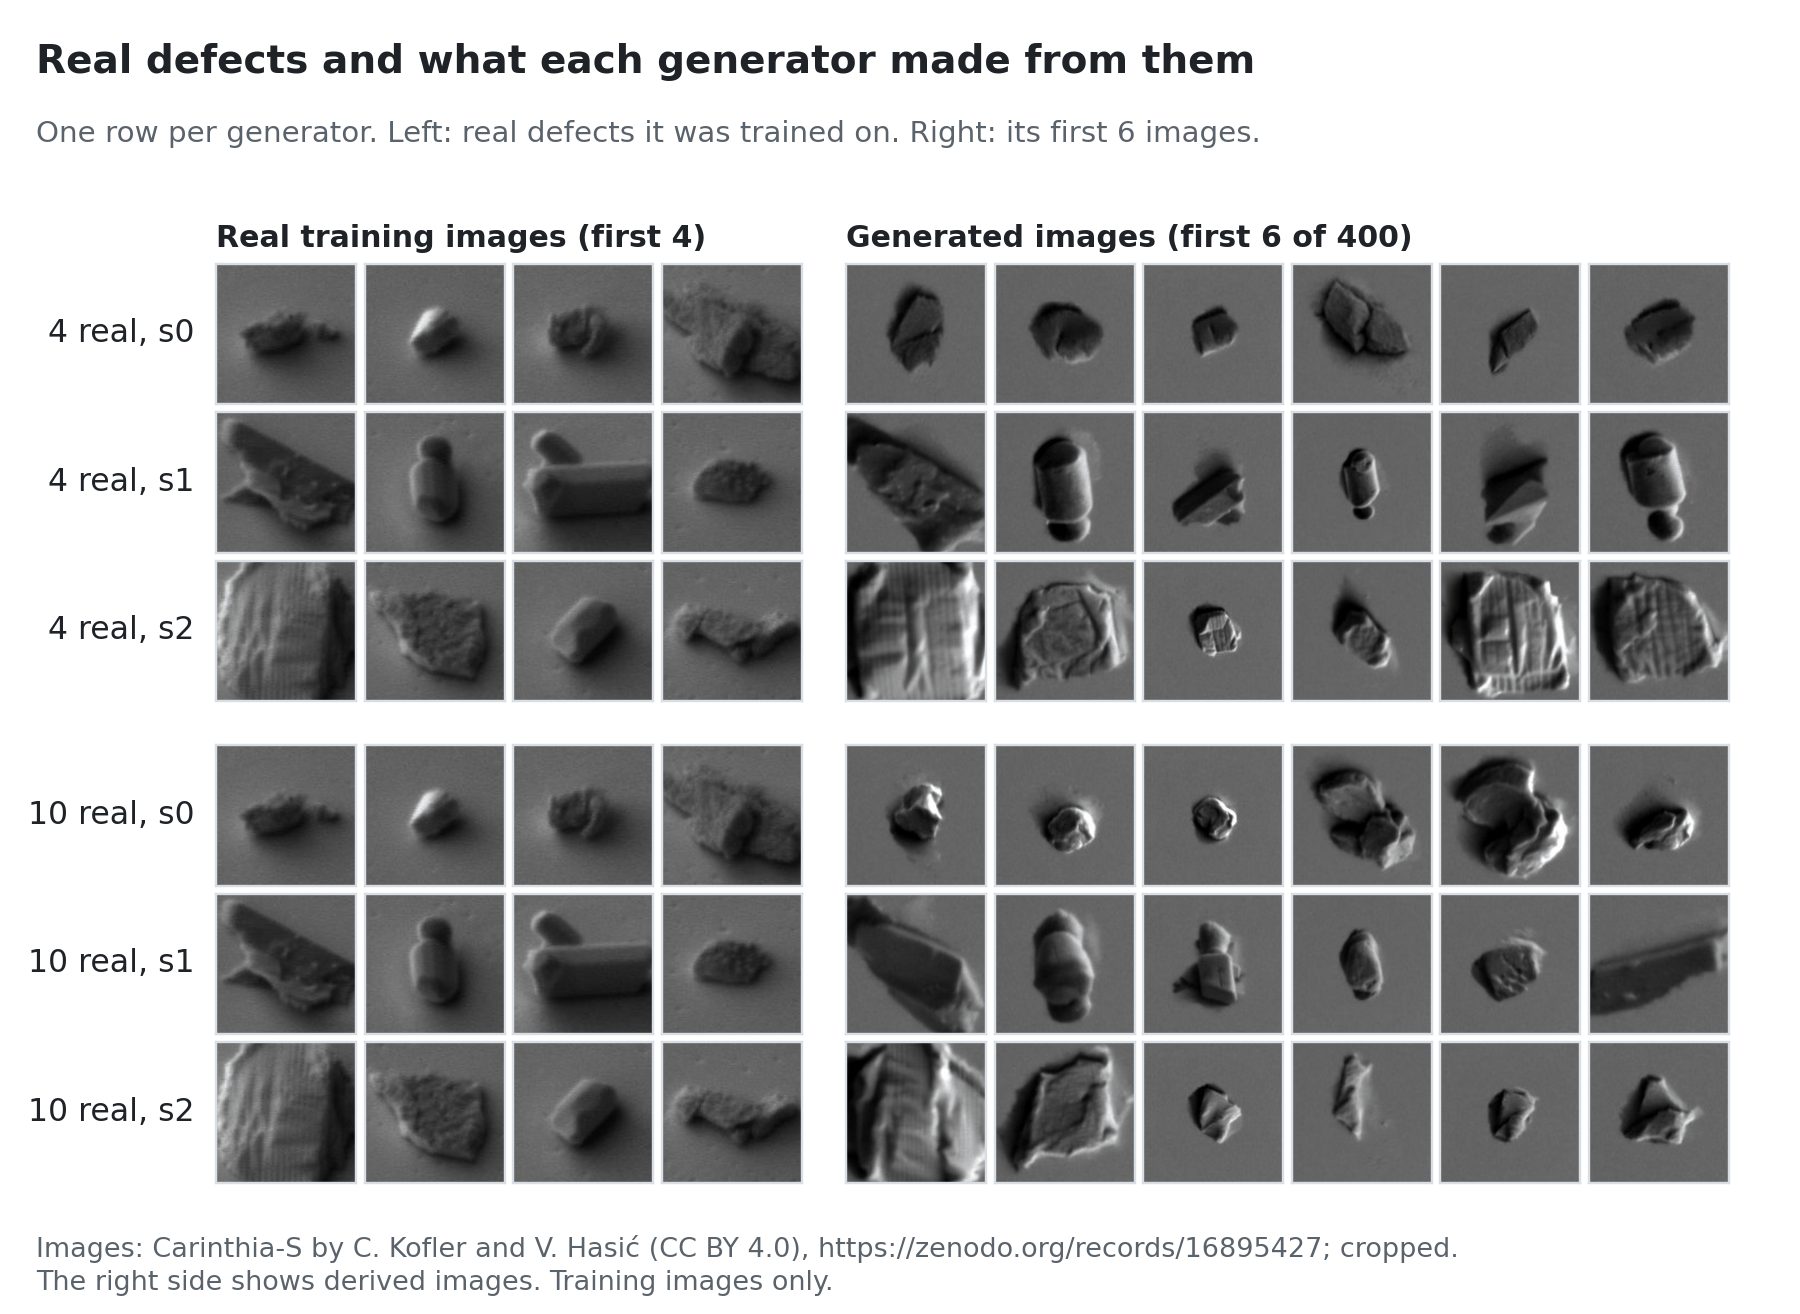 Real defects and what each generator made from them
One row per generator. Left: real defects it was trained on. Right: its first 6 images.
Real training images (first 4)
Generated images (first 6 of 400)
4 real, s0
4 real, s1
4 real, s2
10 real, s0
10 real, s1
10 real, s2
Images: Carinthia-S by C. Kofler and V. Hasić (CC BY 4.0), https://zenodo.org/records/16895427; cropped.
The right side shows derived images. Training images only.